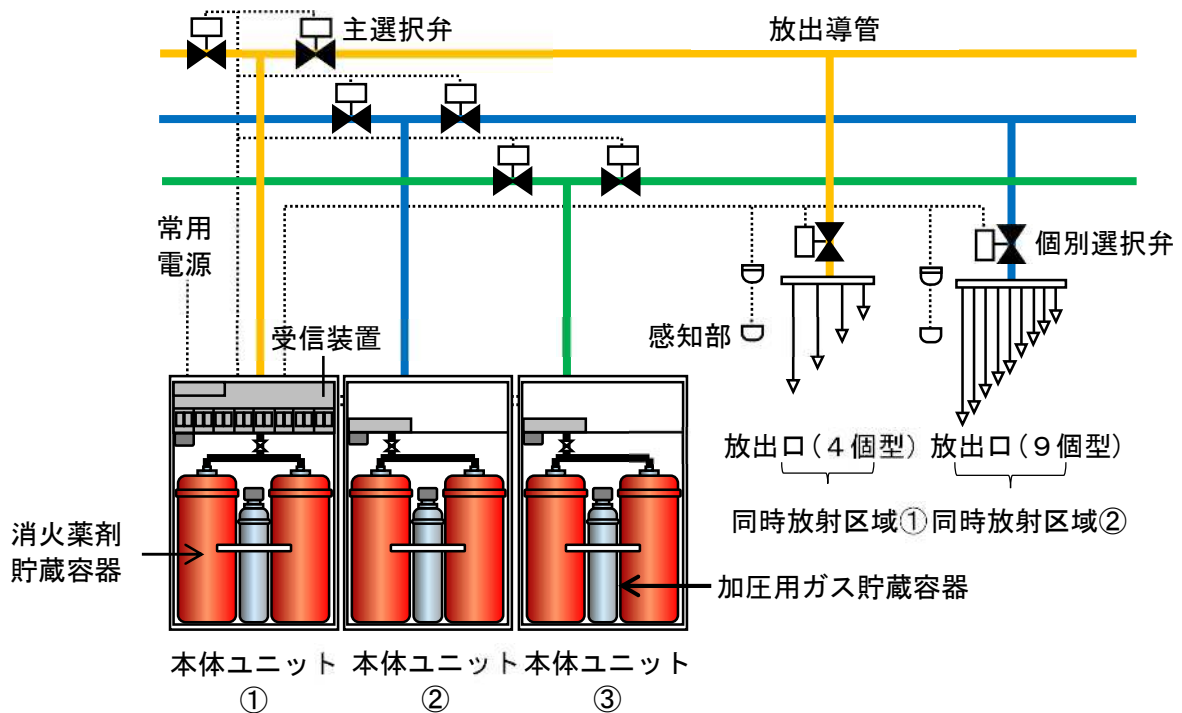 主選択弁
放出導管
常用
電源
個別選択弁
受信装置
感知部
放出口(4個型)
放出口(9個型)
同時放射区域①
同時放射区域②
消火薬剤
貯蔵容器
加圧用ガス貯蔵容器
本体ユニット
①
本体ユニット
②
本体ユニット
③